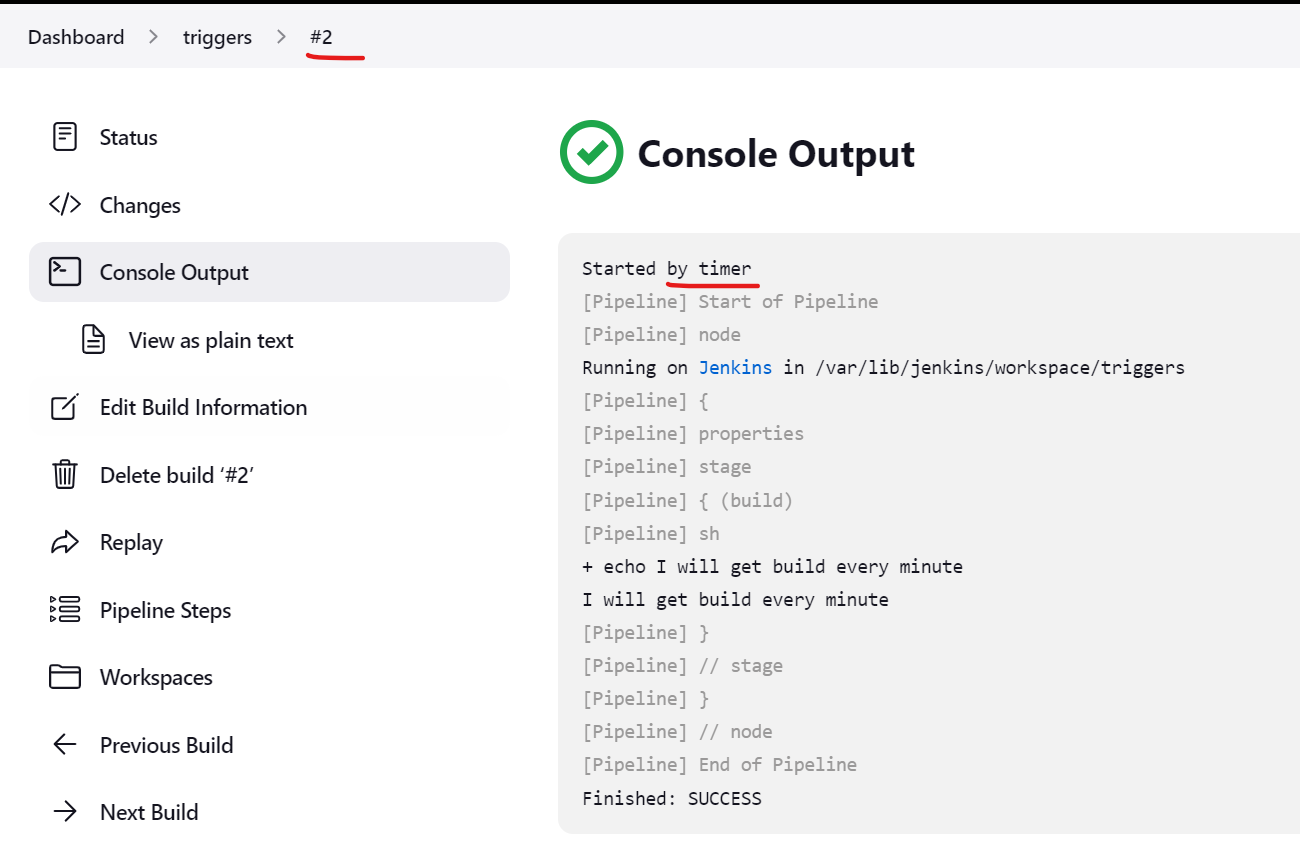 Dashboard > triggers > #2
Status
Changes
Console Output
View as plain text
Edit Build Information
Delete build ‘#2’
Replay
Pipeline Steps
Workspaces
Previous Build
Next Build
Console Output
Started by timer
[Pipeline] Start of Pipeline
[Pipeline] node
Running on Jenkins in /var/lib/jenkins/workspace/triggers
[Pipeline] {
[Pipeline] properties
[Pipeline] stage
[Pipeline] { (build)
[Pipeline] sh
+ echo I will get build every minute
I will get build every minute
[Pipeline] }
[Pipeline] // stage
[Pipeline] }
[Pipeline] // node
[Pipeline] End of Pipeline
Finished: SUCCESS